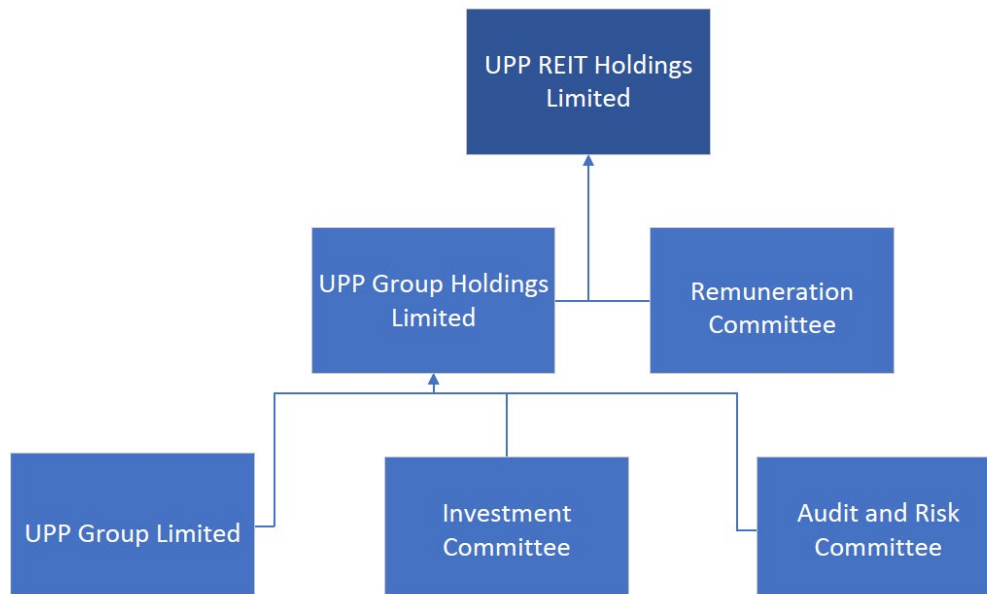 UPP REIT Holdings
Limited
UPP Group Holdings
Limited
Remuneration
Committee
UPP Group Limited
Investment
Committee
Audit and Risk
Committee